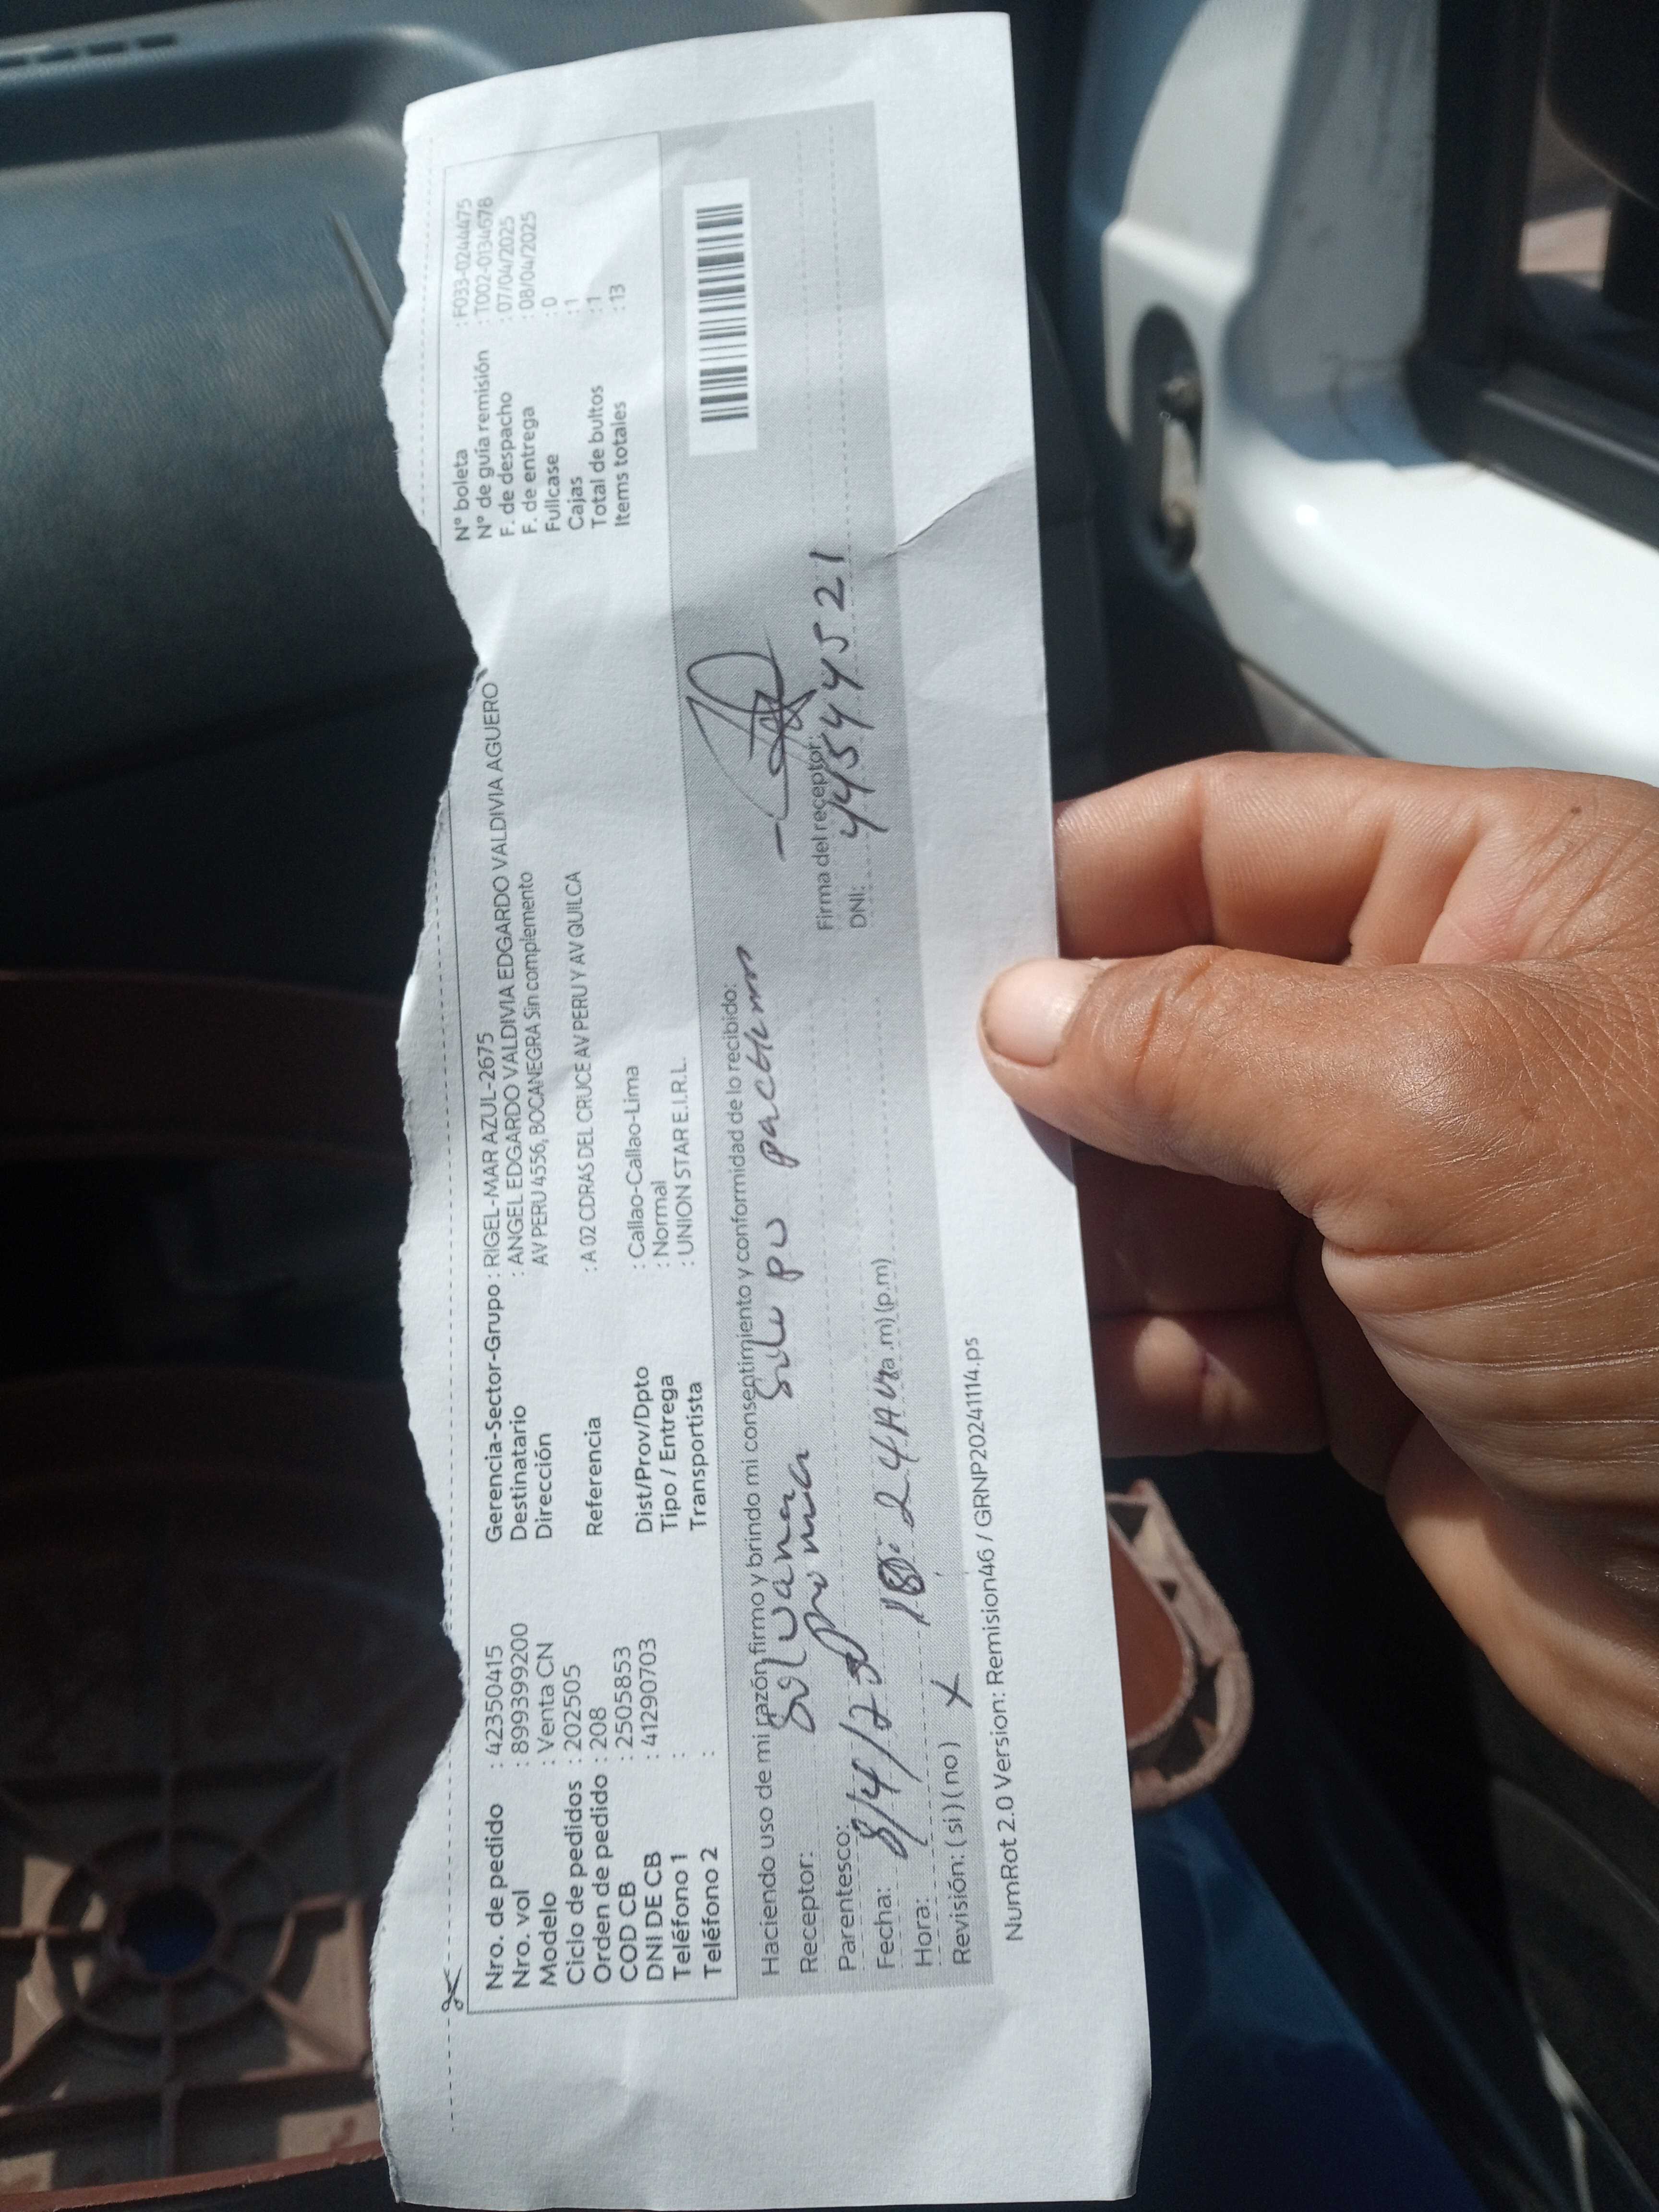 Nro. de pedido : 42350415
Nro. vol : 899399200
Modelo : Venta CN
Ciclo de pedidos : 202505
Orden de pedido : 208
COD CB : 2505853
DNI DE CB : 41290703
Teléfono 1 :
Teléfono 2 :
Gerencia-Sector-Grupo : RIGEL-MAR AZUL-2675
Destinatario : ANGEL EDGARDO VALDIVIA EDGARDO VALDIVIA AGUERO
Dirección AV PERU 4556, BOCANEGRA Sin complemento
Referencia : A 02 CDRAS DEL CRUCE AV PERU Y AV QUILCA
Dist/Prov/Dpto : Callao-Callao-Lima
Tipo / Entrega : Normal
Transportista : UNION STAR E.I.R.L.
N° boleta : F033-0244475
N° de guía remisión : T002-0134678
F. de despacho : 07/04/2025
F. de entrega : 08/04/2025
Fullcase : 0
Cajas : 1
Total de bultos : 1
Items totales : 13
Haciendo uso de mi razón, firmo y brindo mi consentimiento y conformidad de lo recibido:
Receptor:
Parentesco:
Fecha: 8/4/25
Hora: (a.m)(p.m)
Revisión: (si) (no) X
Firma del receptor:
DNI: 44544521
NumRot 2.0 Version: Remision46 / GRNP20241114.ps